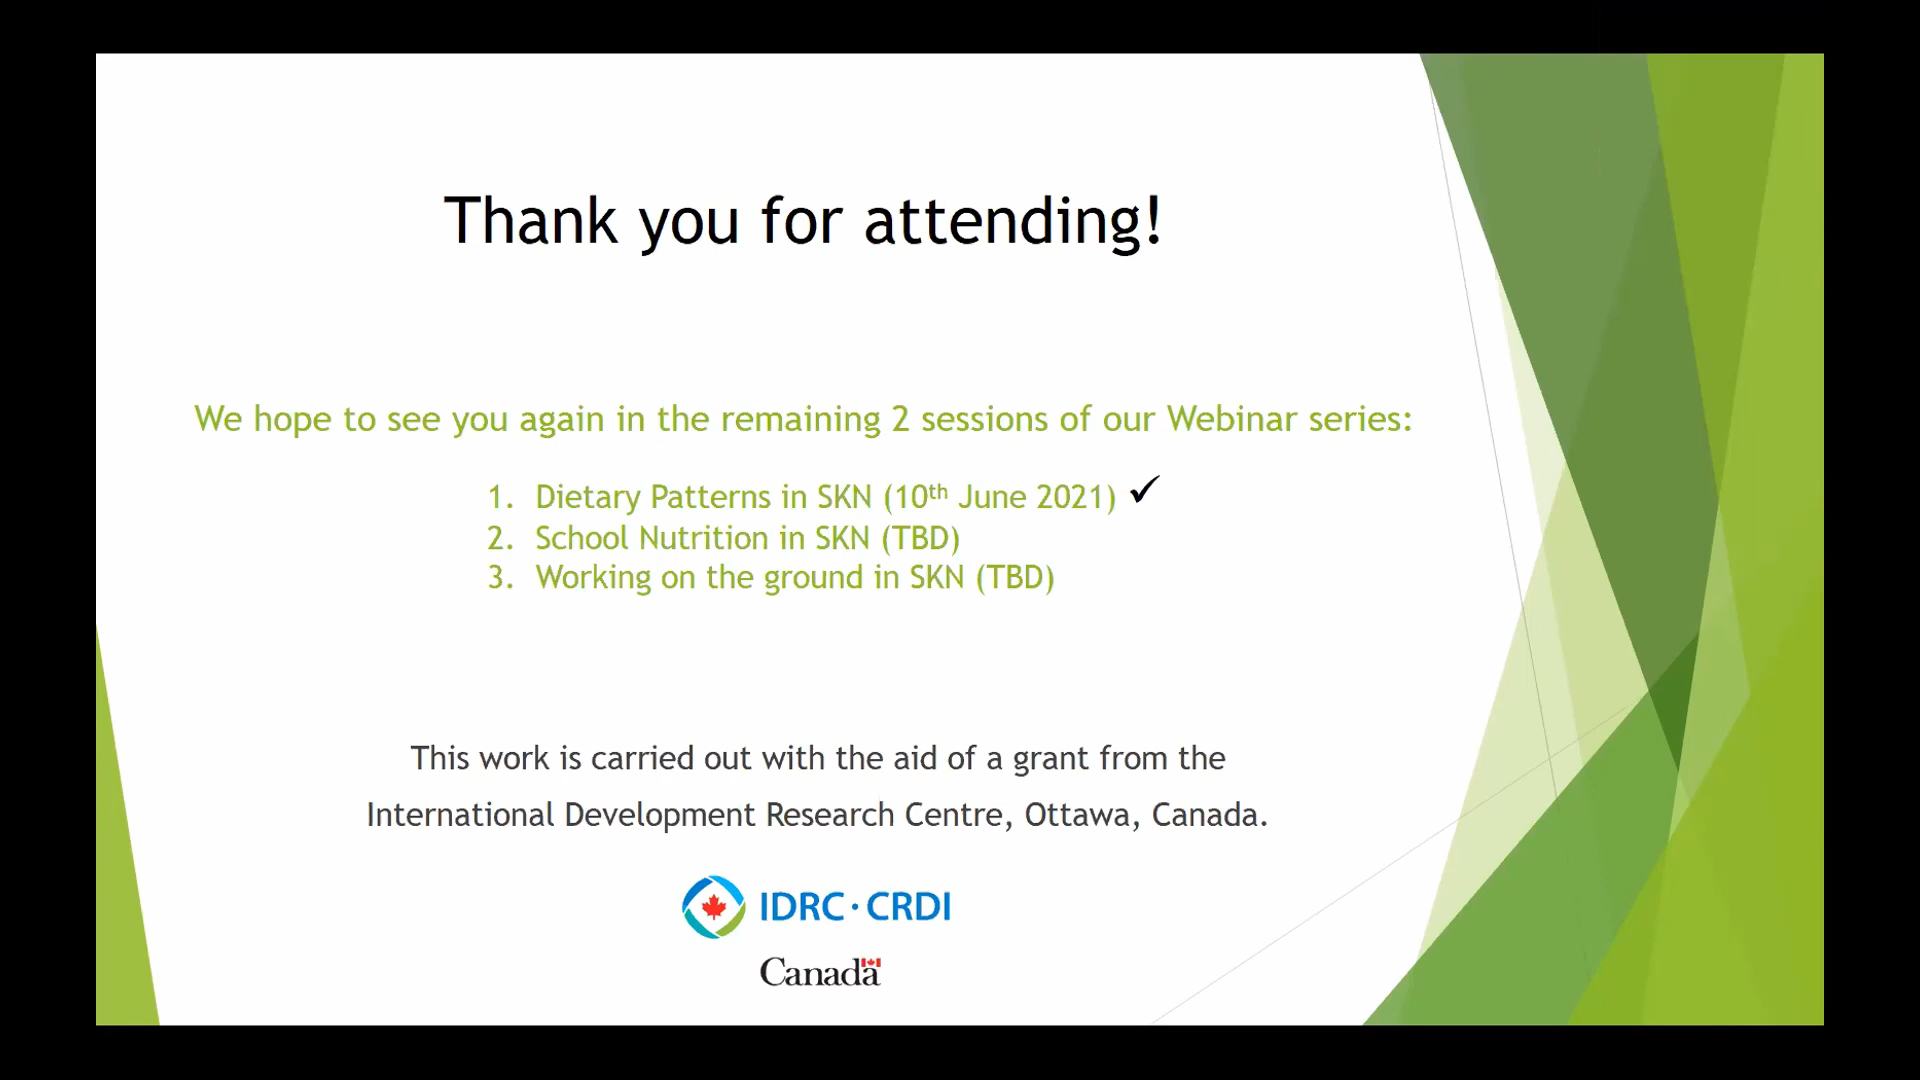 Thank you for attending!
We hope to see you again in the remaining 2 sessions of our Webinar series:
1. Dietary Patterns in SKN (10th June 2021) ✓
2. School Nutrition in SKN (TBD)
3. Working on the ground in SKN (TBD)
This work is carried out with the aid of a grant from the
International Development Research Centre, Ottawa, Canada.
IDRC · CRDI
Canada